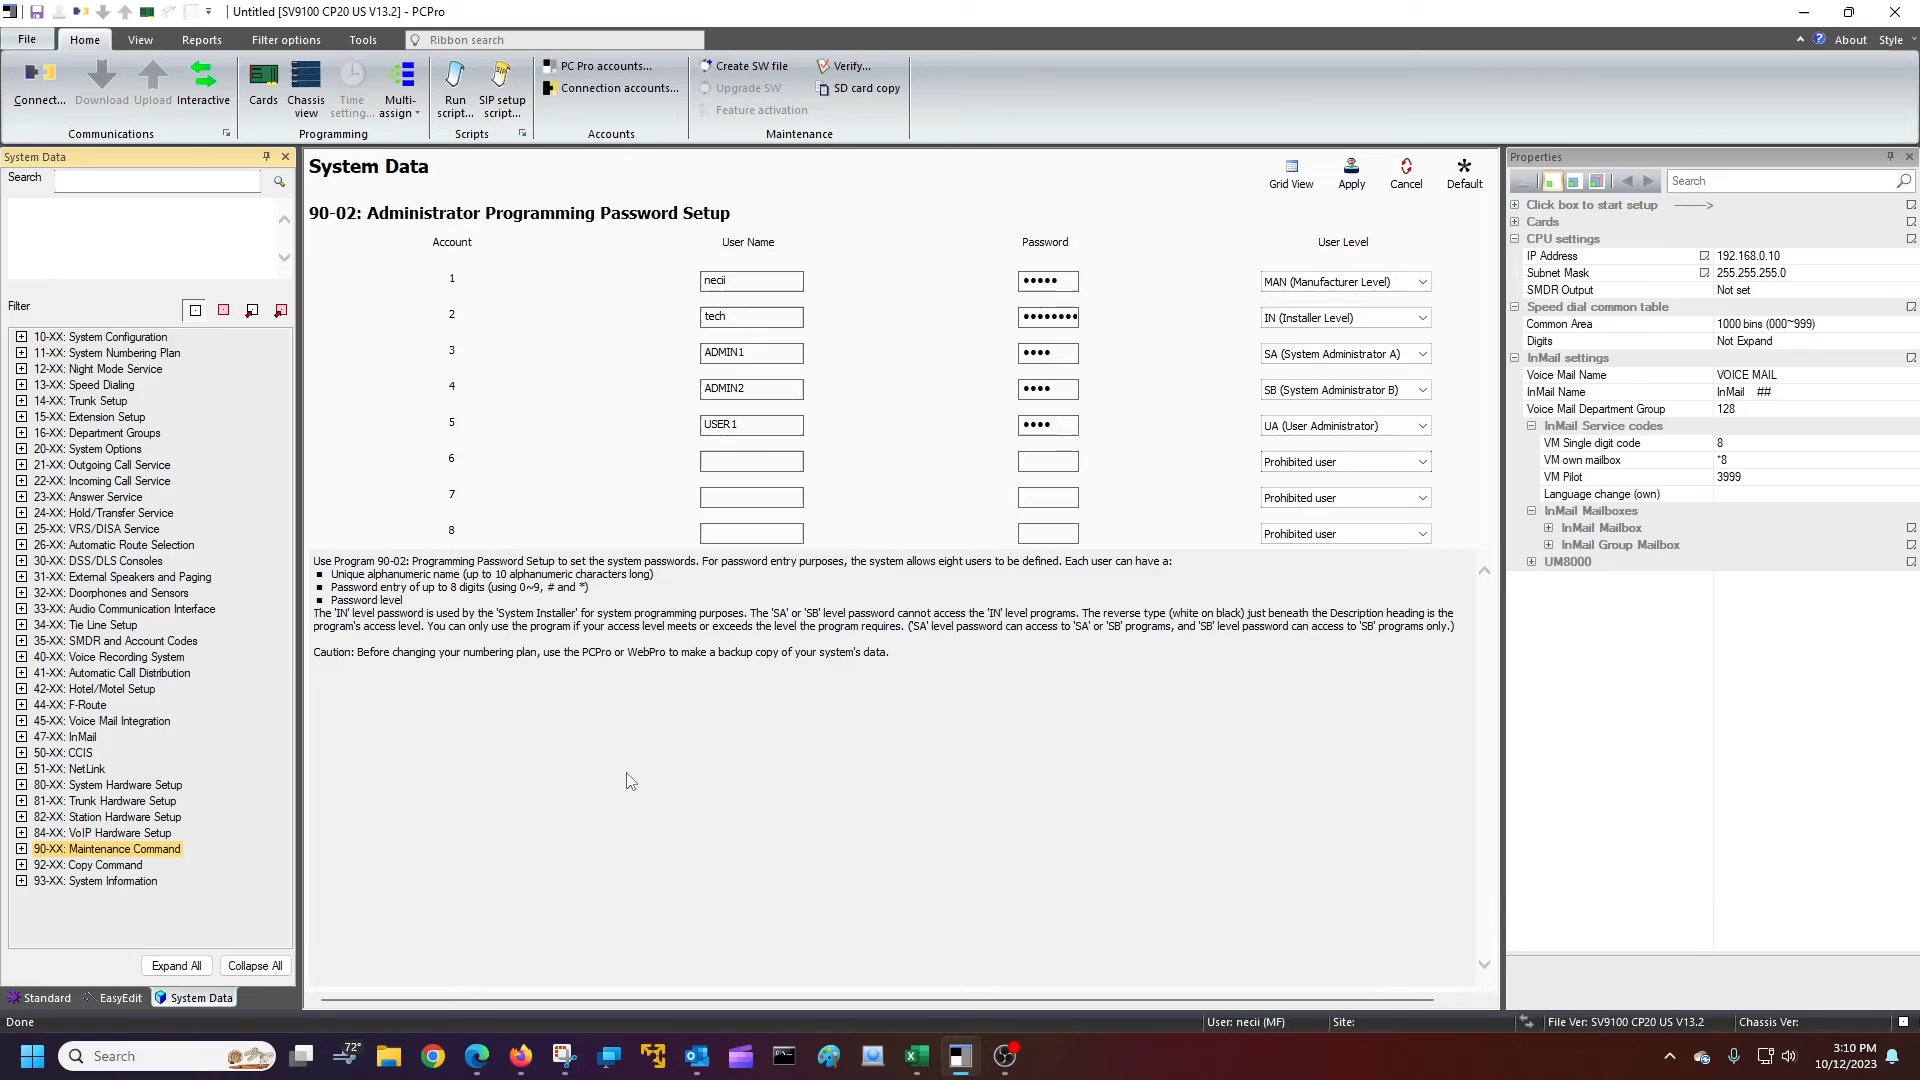 Untitled [SV9100 CP20 US V13.2] - PCPro
File
Home
View
Reports
Filter options
Tools
Ribbon search
About
Style
Connect...
Download
Upload
Interactive
Communications
Cards
Chassis view
Time setting...
Multi-assign
Programming
Run script...
SIP setup script...
Scripts
PC Pro accounts...
Connection accounts...
Accounts
Create SW file
Upgrade SW
Feature activation
Verify...
SD card copy
Maintenance
System Data
Search
Filter
10-XX: System Configuration
11-XX: System Numbering Plan
12-XX: Night Mode Service
13-XX: Speed Dialing
14-XX: Trunk Setup
15-XX: Extension Setup
16-XX: Department Groups
20-XX: System Options
21-XX: Outgoing Call Service
22-XX: Incoming Call Service
23-XX: Answer Service
24-XX: Hold/Transfer Service
25-XX: VRS/DISA Service
26-XX: Automatic Route Selection
30-XX: DSS/DLS Consoles
31-XX: External Speakers and Paging
32-XX: Doorphones and Sensors
33-XX: Audio Communication Interface
34-XX: Tie Line Setup
35-XX: SMDR and Account Codes
40-XX: Voice Recording System
41-XX: Automatic Call Distribution
42-XX: Hotel/Motel Setup
44-XX: F-Route
45-XX: Voice Mail Integration
47-XX: InMail
50-XX: CCIS
51-XX: NetLink
80-XX: System Hardware Setup
81-XX: Trunk Hardware Setup
82-XX: Station Hardware Setup
84-XX: VoIP Hardware Setup
90-XX: Maintenance Command
92-XX: Copy Command
93-XX: System Information
Expand All
Collapse All
Standard
EasyEdit
System Data
System Data
Grid View
Apply
Cancel
Default
90-02: Administrator Programming Password Setup
Account User Name Password User Level
1 necii ••••• MAN (Manufacturer Level)
2 tech •••••••• IN (Installer Level)
3 ADMIN1 •••• SA (System Administrator A)
4 ADMIN2 •••• SB (System Administrator B)
5 USER1 •••• UA (User Administrator)
6 Prohibited user
7 Prohibited user
8 Prohibited user
Use Program 90-02: Programming Password Setup to set the system passwords. For password entry purposes, the system allows eight users to be defined. Each user can have a:
■ Unique alphanumeric name (up to 10 alphanumeric characters long)
■ Password entry of up to 8 digits (using 0~9, # and *)
■ Password level
The 'IN' level password is used by the 'System Installer' for system programming purposes. The 'SA' or 'SB' level password cannot access the 'IN' level programs. The reverse type (white on black) just beneath the Description heading is the
program's access level. You can only use the program if your access level meets or exceeds the level the program requires. ('SA' level password can access to 'SA' or 'SB' programs, and 'SB' level password can access to 'SB' programs only.)
Caution: Before changing your numbering plan, use the PCPro or WebPro to make a backup copy of your system's data.
Properties
Search
Click box to start setup ----->
Cards
CPU settings
IP Address 192.168.0.10
Subnet Mask 255.255.255.0
SMDR Output Not set
Speed dial common table
Common Area 1000 bins (000~999)
Digits Not Expand
InMail settings
Voice Mail Name VOICE MAIL
InMail Name InMail ##
Voice Mail Department Group 128
InMail Service codes
VM Single digit code 8
VM own mailbox *8
VM Pilot 3999
Language change (own)
InMail Mailboxes
InMail Mailbox
InMail Group Mailbox
UM8000
Done
User: necii (MF)
Site:
File Ver: SV9100 CP20 US V13.2
Chassis Ver:
Search
72°
3:10 PM
10/12/2023